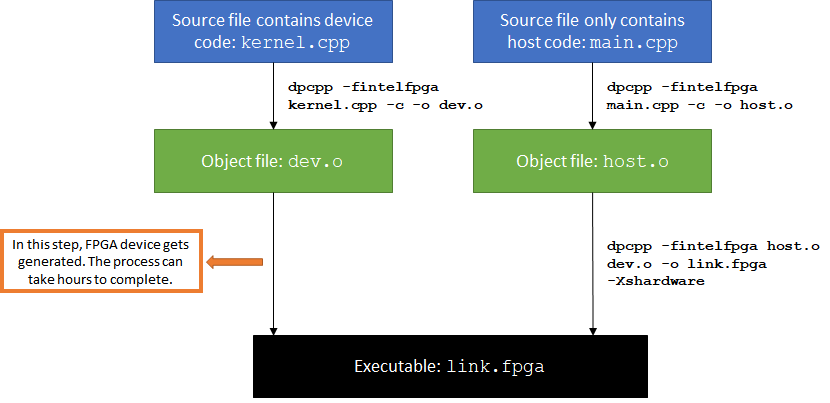 Source file contains device
code: kernel.cpp
Source file only contains
host code: main.cpp
dpcpp -fintelfpga
kernel.cpp -c -o dev.o
dpcpp -fintelfpga
main.cpp -c -o host.o
Object file: dev.o
Object file: host.o
In this step, FPGA device gets
generated. The process can
take hours to complete.
dpcpp -fintelfpga host.o
dev.o -o link.fpga
-Xshardware
Executable: link.fpga